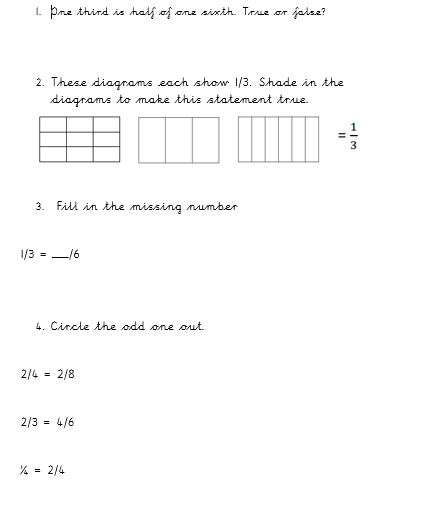 1. One third is half of one sixth. True or false?
2. These diagrams each show 1/3. Shade in the
diagrams to make this statement true.
= 1/3
3. Fill in the missing number
1/3 = __/6
4. Circle the odd one out.
2/4 = 2/8
2/3 = 4/6
¼ = 2/4